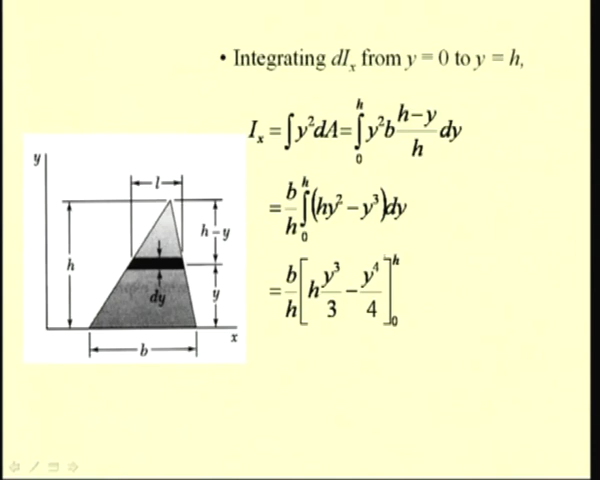 • Integrating dIₓ from y = 0 to y = h,
Iₓ = ∫y²dA = ∫₀ʰ y²b (h−y)/h dy
= b/h ∫₀ʰ (hy² − y³)dy
= b/h [h y³/3 − y⁴/4]₀ʰ
y
l
h−y
h
dy
y
x
b